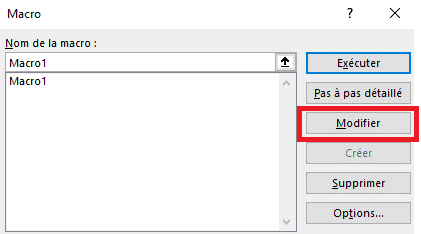 Macro
?
Nom de la macro :
Macro1
Exécuter
Macro1
Pas à pas détaillé
Modifier
Créer
Supprimer
Options...